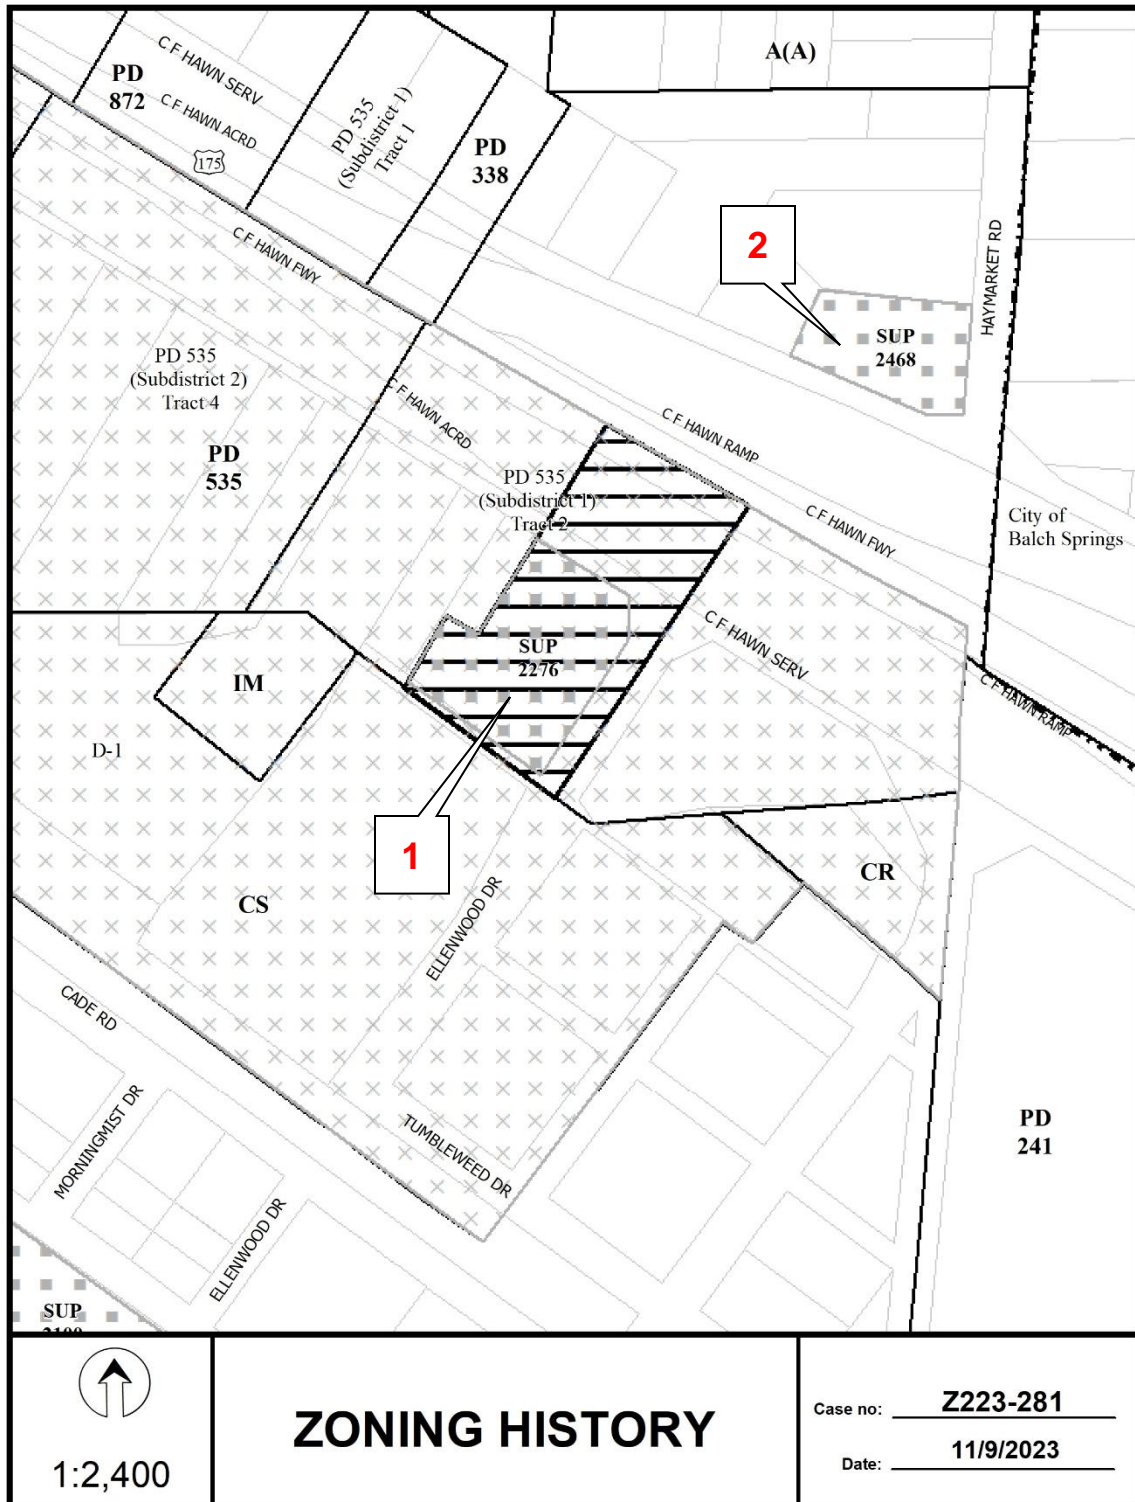 A(A)
C F HAWN SERV
PD
872
C F HAWN ACRD
PD 535
(Subdistrict 1)
Tract 1
PD
338
175
C F HAWN FWY
2
HAYMARKET RD
SUP
2468
PD 535
(Subdistrict 2)
Tract 4
C F HAWN ACRD
C F HAWN RAMP
PD
535
PD 535
(Subdistrict 1)
Tract 2
C F HAWN FWY
City of
Balch Springs
C F HAWN SERV
SUP
2276
IM
C F HAWN RAMP
D-1
1
CR
CS
ELLENWOOD DR
CADE RD
MORNINGMIST DR
TUMBLEWEED DR
PD
241
ELLENWOOD DR
SUP
1:2,400
ZONING HISTORY
Case no: Z223-281
Date: 11/9/2023